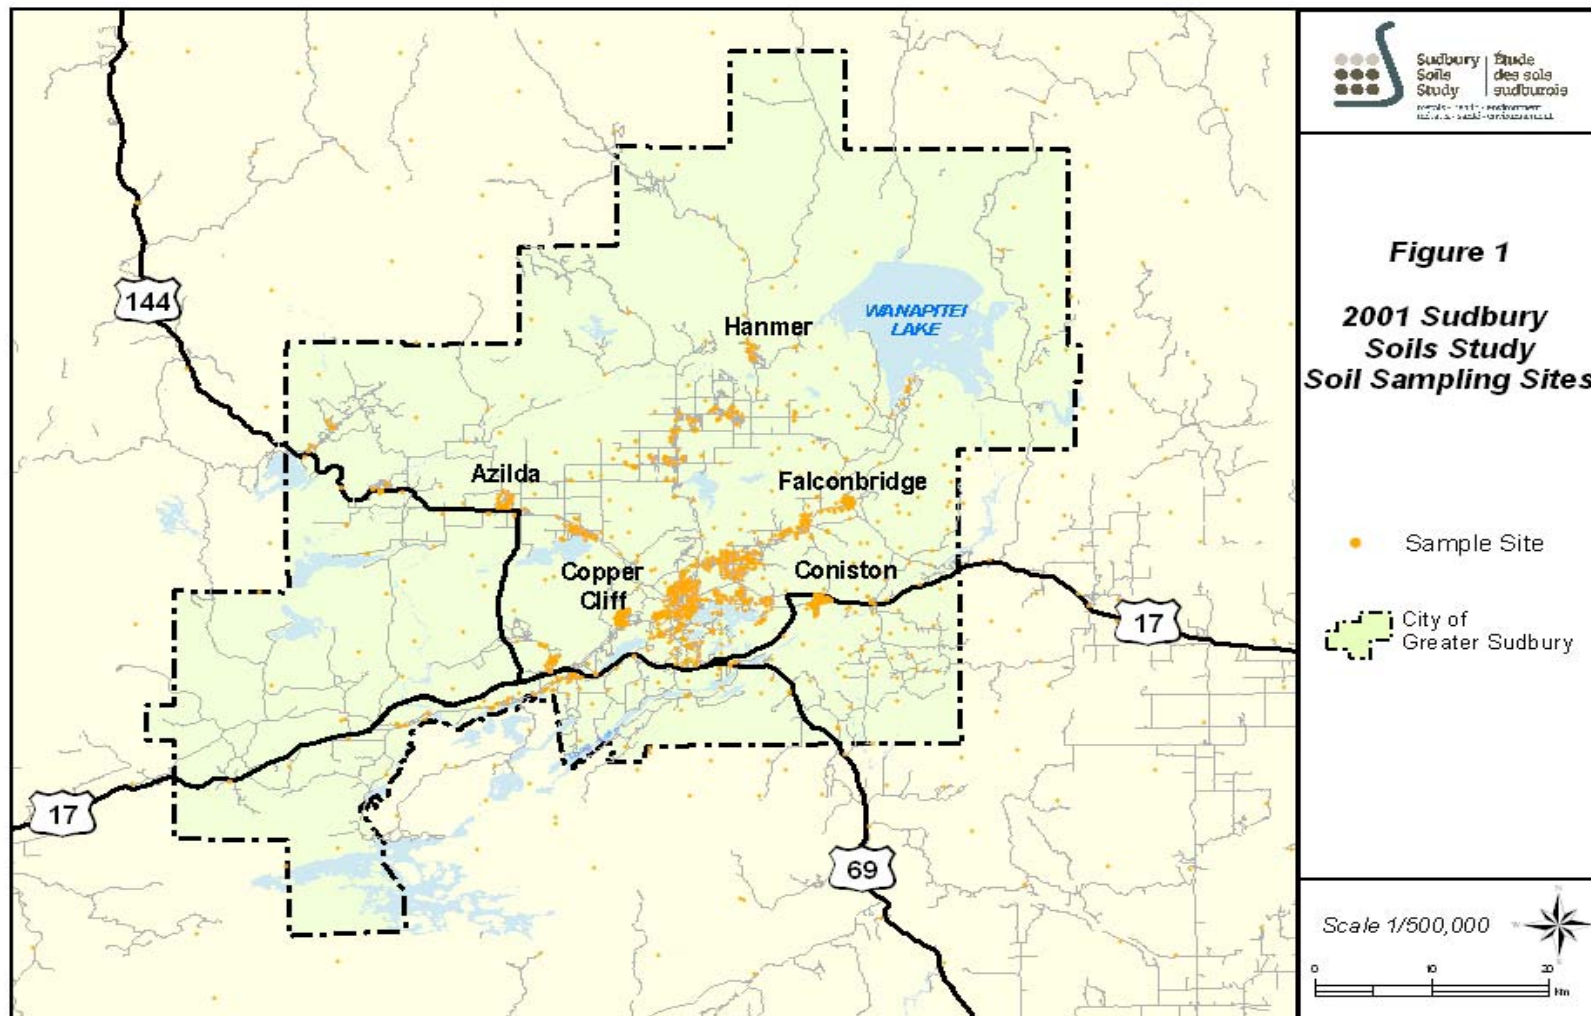 Sudbury
Soils
Study
Étude
des sols
sudburois
Figure 1
2001 Sudbury
Soils Study
Soil Sampling Sites
144
Hanmer
WANAPITEI
LAKE
Azilda
Falconbridge
Copper
Cliff
Coniston
17
17
69
Sample Site
City of
Greater Sudbury
Scale 1/500,000
0 10 20
Km